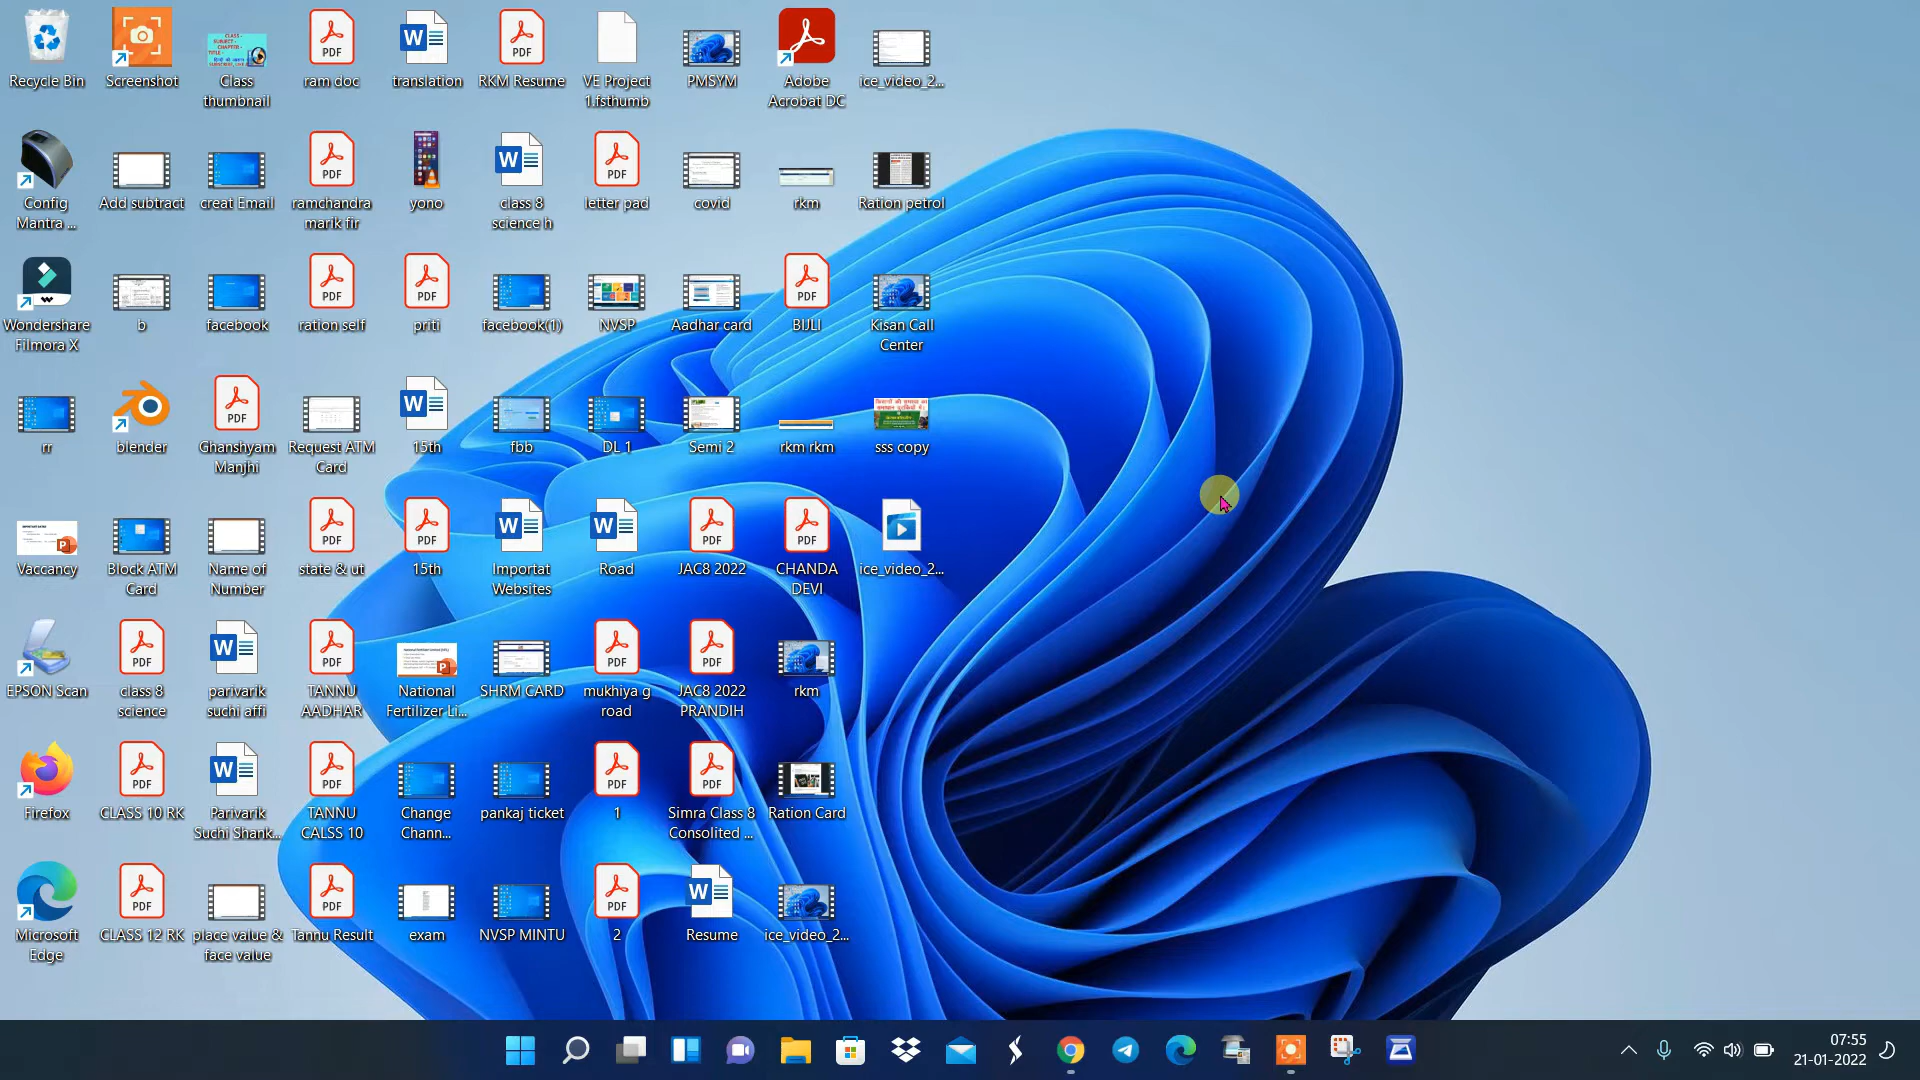 Recycle Bin
Screenshot
Class
thumbnail
ram doc
translation
RKM Resume
VE Project
1.fsthumb
PMSYM
Adobe
Acrobat DC
ice_video_2...
Config
Mantra ...
Add subtract
creat Email
ramchandra
marik fir
yono
class 8
science h
letter pad
covid
rkm
Ration petrol
Wondershare
Filmora X
b
facebook
ration self
priti
facebook(1)
NVSP
Aadhar card
BIJLI
Kisan Call
Center
rr
blender
Ghanshyam
Manjhi
Request ATM
Card
15th
fbb
DL 1
Semi 2
rkm rkm
sss copy
Vaccancy
Block ATM
Card
Name of
Number
state & ut
15th
Importat
Websites
Road
JAC8 2022
CHANDA
DEVI
ice_video_2...
EPSON Scan
class 8
science
parivarik
suchi affi
TANNU
AADHAR
National
Fertilizer Li...
SHRM CARD
mukhiya g
road
JAC8 2022
PRANDIH
rkm
Firefox
CLASS 10 RK
Parivarik
Suchi Shank...
TANNU
CALSS 10
Change
Chann...
pankaj ticket
1
Simra Class 8
Consolited ...
Ration Card
Microsoft
Edge
CLASS 12 RK
place value &
face value
Tannu Result
exam
NVSP MINTU
2
Resume
ice_video_2...
07:55
21-01-2022